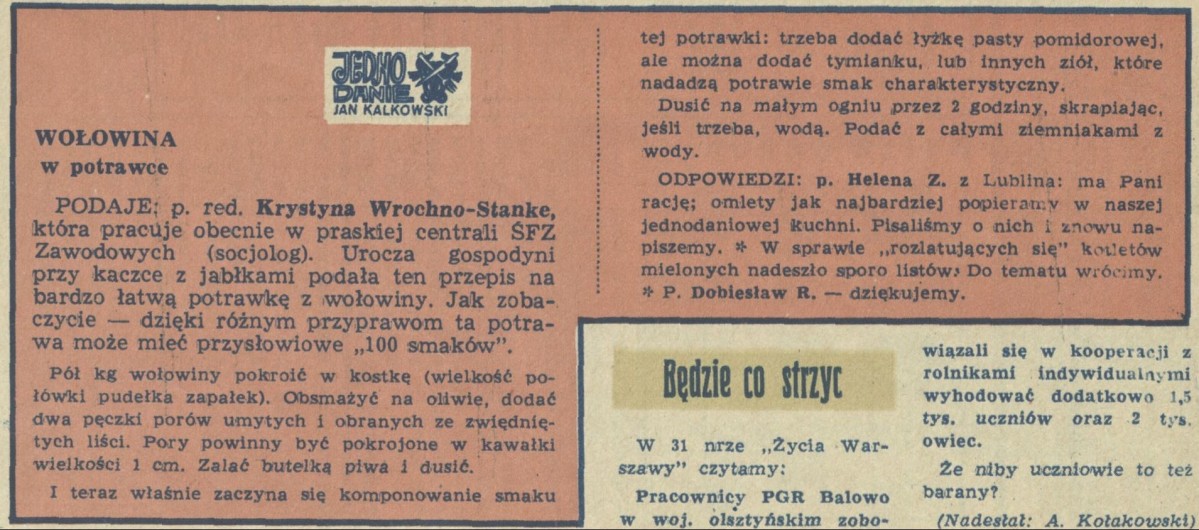 JEDNO
DANIE
JAN KALKOWSKI
WOŁOWINA
w potrawce
PODAJE: p. red. Krystyna Wrochno-Stanke,
która pracuje obecnie w praskiej centrali ŚFZ
Zawodowych (socjolog). Urocza gospodyni
przy kaczce z jabłkami podała ten przepis na
bardzo łatwą potrawkę z wołowiny. Jak zoba-
czycie — dzięki różnym przyprawom ta potra-
wa może mieć przysłowiowe „100 smaków”.
Pół kg wołowiny pokroić w kostkę (wielkość po-
łówki pudełka zapałek). Obsmażyć na oliwie, dodać
dwa pęczki porów umytych i obranych ze zwiędnię-
tych liści. Pory powinny być pokrojone w kawałki
wielkości 1 cm. Zalać butelką piwa i dusić.
I teraz właśnie zaczyna się komponowanie smaku
tej potrawki: trzeba dodać łyżkę pasty pomidorowej,
ale można dodać tymianku, lub innych ziół, które
nadadzą potrawie smak charakterystyczny.
Dusić na małym ogniu przez 2 godziny, skrapiając,
jeśli trzeba, wodą. Podać z całymi ziemniakami z
wody.
ODPOWIEDZI: p. Helena Z. z Lublina: ma Pani
rację; omlety jak najbardziej popieramy w naszej
jednodaniowej kuchni. Pisaliśmy o nich i znowu na-
piszemy. * W sprawie „rozlatujących się” kotletów
mielonych nadeszło sporo listów. Do tematu wrócimy.
* P. Dobiesław R. — dziękujemy.
Będzie co strzyc
W 31 nrze „Życia War-
szawy” czytamy:
Pracownicy PGR Balowo
w woj. olsztyńskim zobo-
wiązali się w kooperacji z
rolnikami indywidualnymi
wyhodować dodatkowo 1,5
tys. uczniów oraz 2 tys.
owiec.
Że niby uczniowie to też
barany?
(Nadesłał: A. Kołakowski)